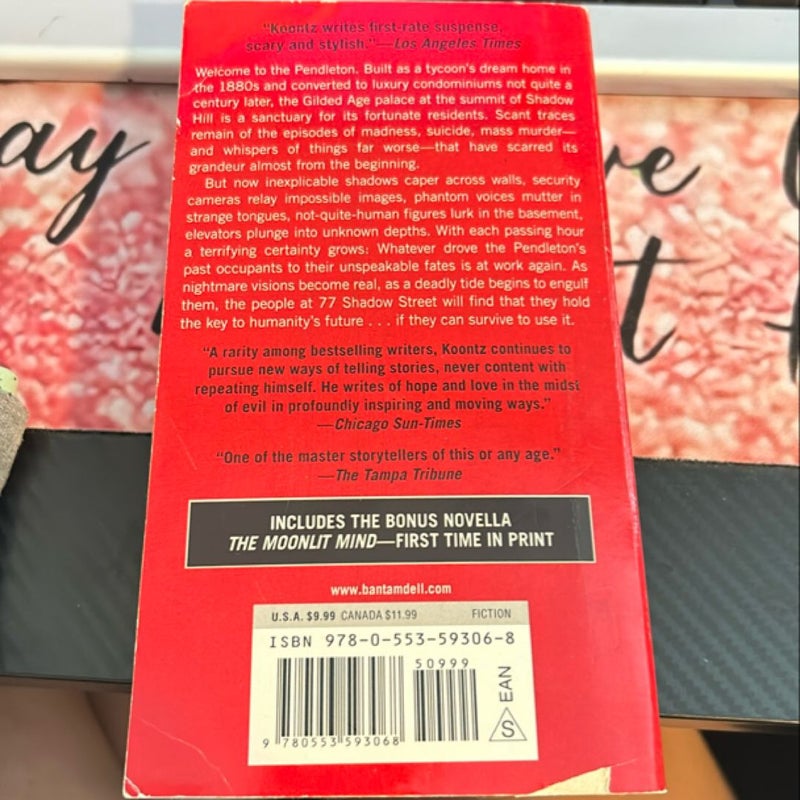 "Koontz writes first-rate suspense,
scary and stylish."—Los Angeles Times
Welcome to the Pendleton. Built as a tycoon's dream home in
the 1880s and converted to luxury condominiums not quite a
century later, the Gilded Age palace at the summit of Shadow
Hill is a sanctuary for its fortunate residents. Scant traces
remain of the episodes of madness, suicide, mass murder—
and whispers of things far worse—that have scarred its
grandeur almost from the beginning.
But now inexplicable shadows caper across walls, security
cameras relay impossible images, phantom voices mutter in
strange tongues, not-quite-human figures lurk in the basement,
elevators plunge into unknown depths. With each passing hour
a terrifying certainty grows: Whatever drove the Pendleton's
past occupants to their unspeakable fates is at work again. As
nightmare visions become real, as a deadly tide begins to engulf
them, the people at 77 Shadow Street will find that they hold
the key to humanity's future . . . if they can survive to use it.
"A rarity among bestselling writers, Koontz continues to
pursue new ways of telling stories, never content with
repeating himself. He writes of hope and love in the midst
of evil in profoundly inspiring and moving ways."
—Chicago Sun-Times
"One of the master storytellers of this or any age."
—The Tampa Tribune
INCLUDES THE BONUS NOVELLA
THE MOONLIT MIND—FIRST TIME IN PRINT
www.bantamdell.com
U.S.A. $9.99 CANADA $11.99 FICTION
ISBN 978-0-553-59306-8
50999
EAN
S
9 780553 593068
ay